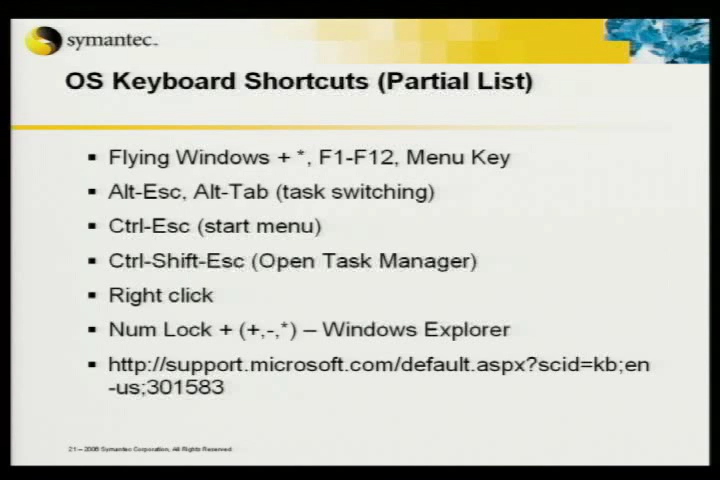 symantec.
OS Keyboard Shortcuts (Partial List)
▪ Flying Windows + *, F1-F12, Menu Key
▪ Alt-Esc, Alt-Tab (task switching)
▪ Ctrl-Esc (start menu)
▪ Ctrl-Shift-Esc (Open Task Manager)
▪ Right click
▪ Num Lock + (+,-,*) – Windows Explorer
▪ http://support.microsoft.com/default.aspx?scid=kb;en
-us;301583
21 – 2006 Symantec Corporation, All Rights Reserved